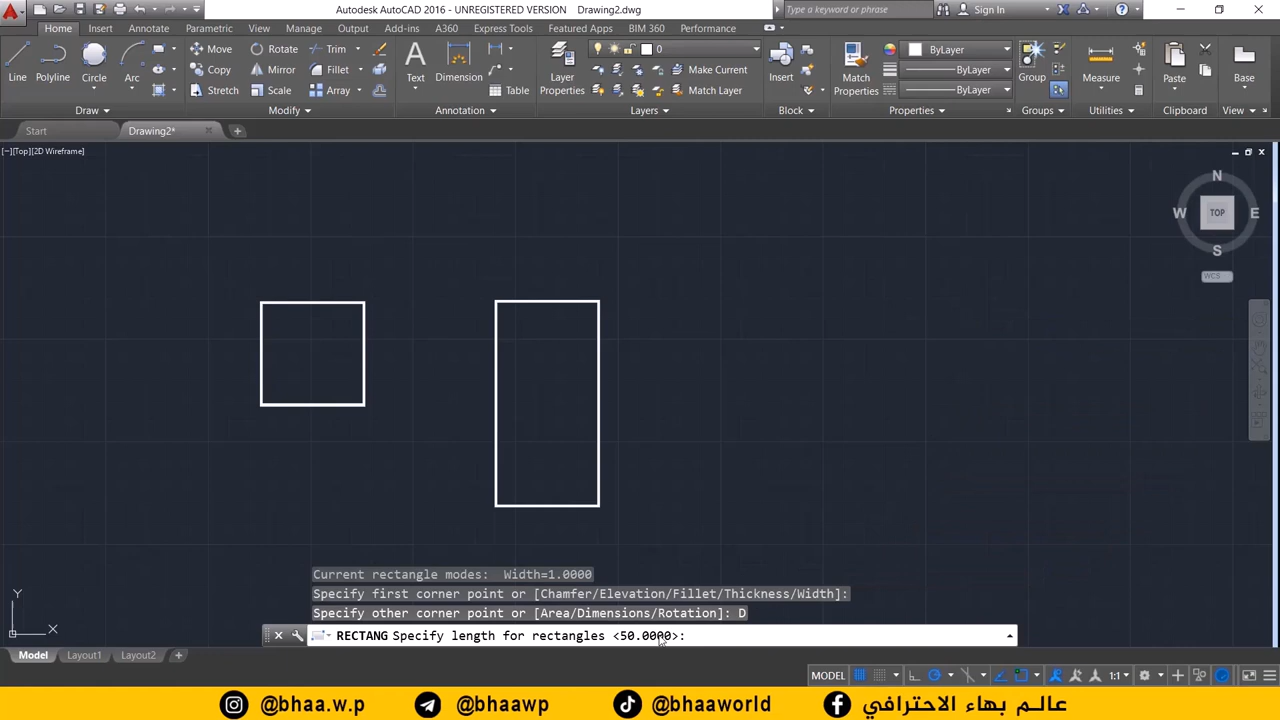 Autodesk AutoCAD 2016 - UNREGISTERED VERSION Drawing2.dwg
Type a keyword or phrase
Sign In
Home Insert Annotate Parametric View Manage Output Add-ins A360 Express Tools Featured Apps BIM 360 Performance
Line Polyline Circle Arc
Move Rotate Trim
Copy Mirror Fillet
Stretch Scale Array
Text Dimension Table
Layer Properties
0
Make Current
Match Layer
Insert
Match Properties
ByLayer
ByLayer
ByLayer
Group
Measure
Paste
Base
Draw Modify Annotation Layers Block Properties Groups Utilities Clipboard View
Start Drawing2*
[−][Top][2D Wireframe]
N
W TOP E
S
WCS
Current rectangle modes: Width=1.0000
Specify first corner point or [Chamfer/Elevation/Fillet/Thickness/Width]:
Specify other corner point or [Area/Dimensions/Rotation]: D
RECTANG Specify length for rectangles <50.0000>:
Y
X
Model Layout1 Layout2
MODEL 1:1
@bhaa.w.p @bhaawp @bhaaworld عالم بهاء الاحترافي